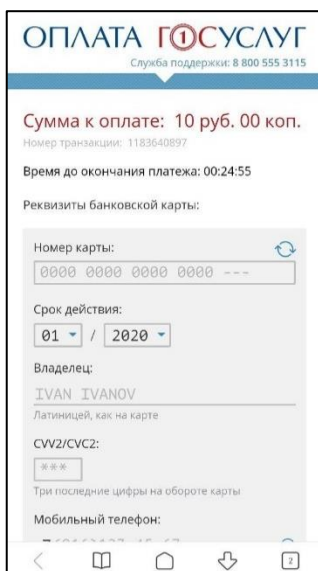 ОПЛАТА ГОСУСЛУГ
Служба поддержки: 8 800 555 3115
Сумма к оплате: 10 руб. 00 коп.
Номер транзакции: 1183640897
Время до окончания платежа: 00:24:55
Реквизиты банковской карты:
Номер карты:
0000 0000 0000 0000 ---
Срок действия:
01 / 2020
Владелец:
IVAN IVANOV
Латиницей, как на карте
CVV2/CVC2:
***
Три последние цифры на обороте карты
Мобильный телефон:
2